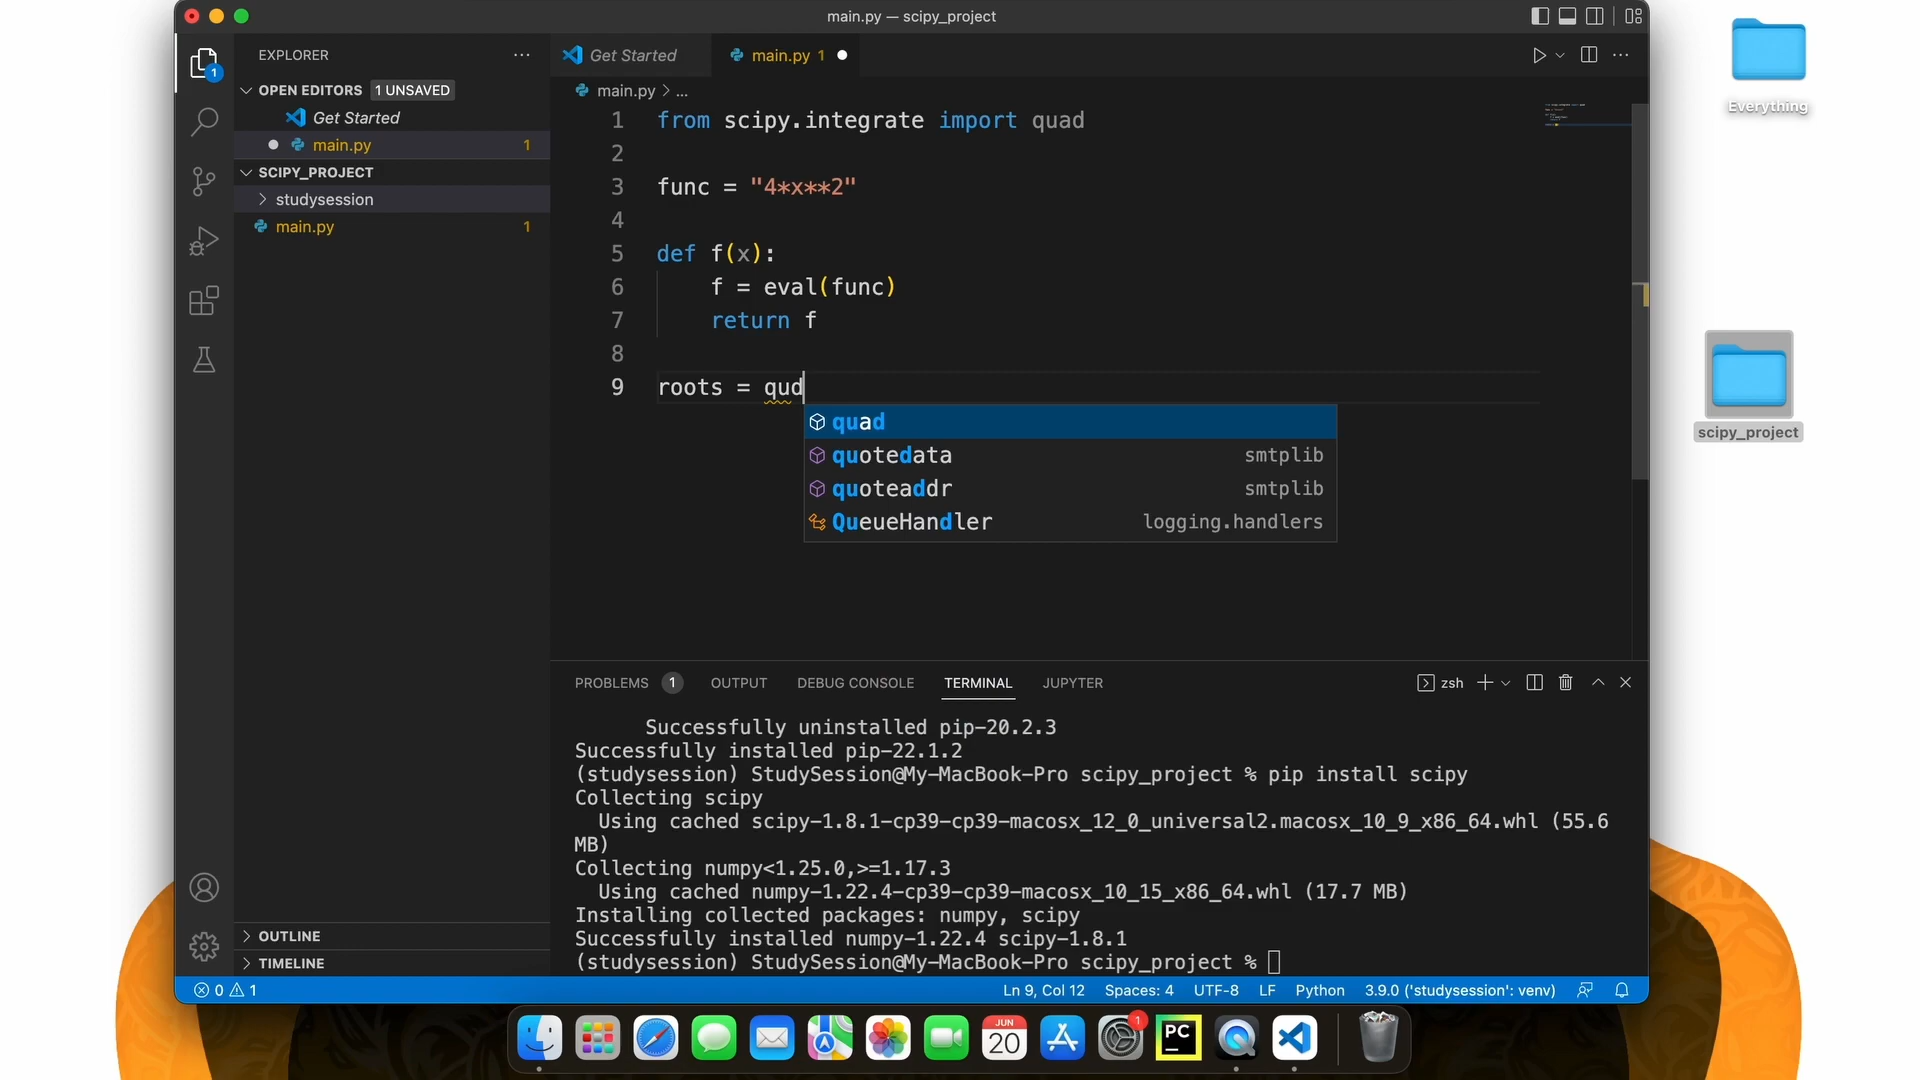 main.py — scipy_project
EXPLORER
Get Started
main.py 1
OPEN EDITORS 1 UNSAVED
Get Started
main.py 1
SCIPY_PROJECT
studysession
main.py 1
1
main.py > ...
1 from scipy.integrate import quad
2
3 func = "4*x**2"
4
5 def f(x):
6 f = eval(func)
7 return f
8
9 roots = qud
quad
quotedata smtplib
quoteaddr smtplib
QueueHandler logging.handlers
PROBLEMS 1 OUTPUT DEBUG CONSOLE TERMINAL JUPYTER
zsh
Successfully uninstalled pip-20.2.3
Successfully installed pip-22.1.2
(studysession) StudySession@My-MacBook-Pro scipy_project % pip install scipy
Collecting scipy
Using cached scipy-1.8.1-cp39-cp39-macosx_12_0_universal2.macosx_10_9_x86_64.whl (55.6
MB)
Collecting numpy<1.25.0,>=1.17.3
Using cached numpy-1.22.4-cp39-cp39-macosx_10_15_x86_64.whl (17.7 MB)
Installing collected packages: numpy, scipy
Successfully installed numpy-1.22.4 scipy-1.8.1
(studysession) StudySession@My-MacBook-Pro scipy_project %
OUTLINE
TIMELINE
0 1
Ln 9, Col 12 Spaces: 4 UTF-8 LF Python 3.9.0 ('studysession': venv)
Everything
scipy_project
JUN
20
1
PC